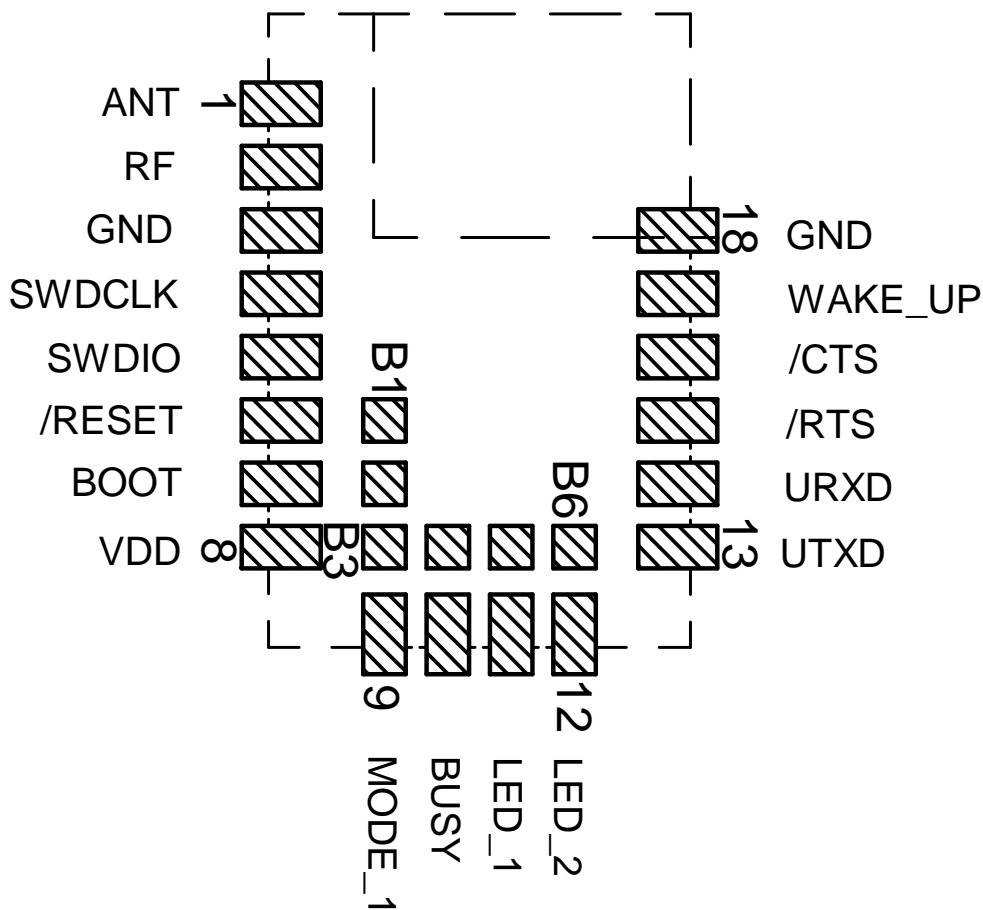 ANT 1
RF
GND 18 GND
SWDCLK WAKE_UP
SWDIO B1 /CTS
/RESET /RTS
BOOT B6 URXD
VDD 8 B3 13 UTXD
9 12
MODE_1 BUSY LED_1 LED_2